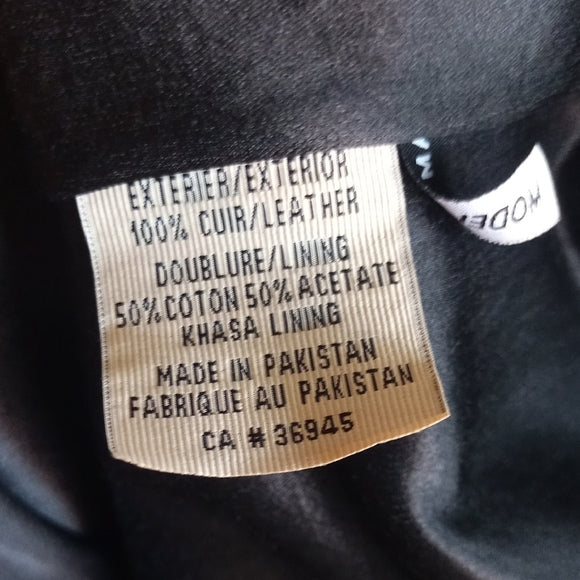 EXTERIER/EXTERIOR
100% CUIR/LEATHER
DOUBLURE/LINING
50%COTON 50% ACETATE
KHASA LINING
MADE IN PAKISTAN
FABRIQUE AU PAKISTAN
CA # 36945